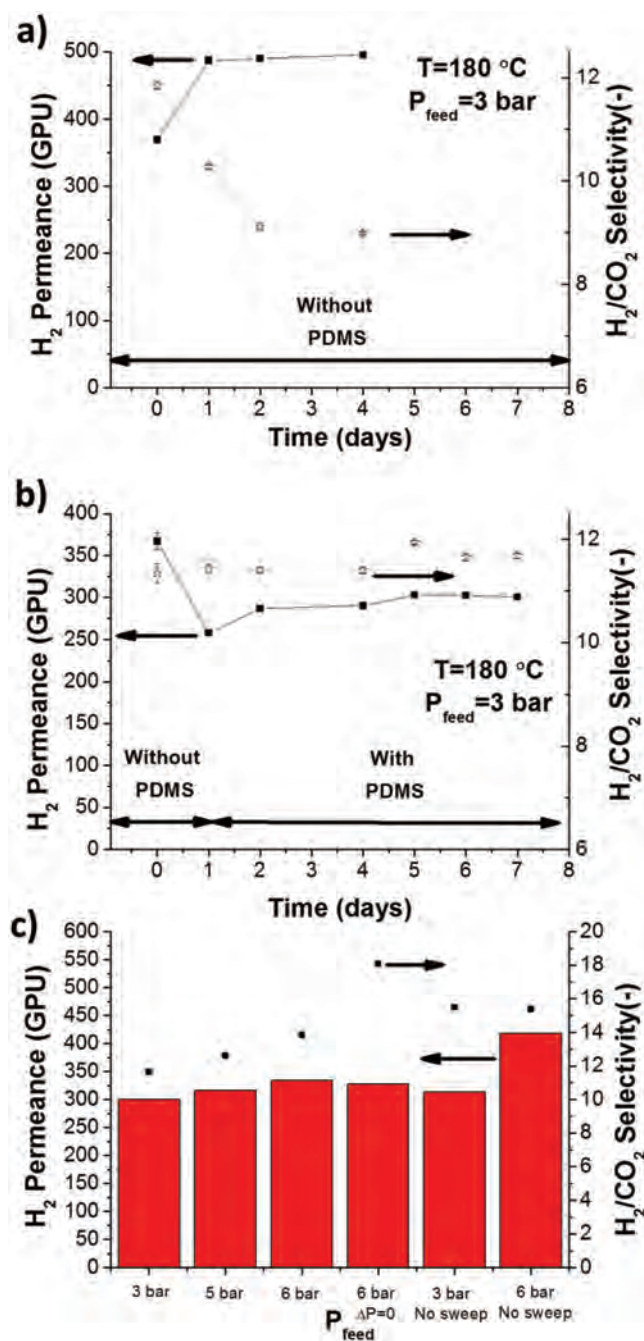 a)
H₂ Permeance (GPU)
500
450
400
350
300
250
200
150
100
50
0
T=180 °C
P_feed=3 bar
Without
PDMS
12
10
8
6
H₂/CO₂ Selectivity(-)
0 1 2 3 4 5 6 7 8
Time (days)
b)
H₂ Permeance (GPU)
400
350
300
250
200
150
100
50
0
T=180 °C
P_feed=3 bar
Without
PDMS
With
PDMS
12
10
8
6
H₂/CO₂ Selectivity(-)
0 1 2 3 4 5 6 7 8
Time (days)
c)
H₂ Permeance (GPU)
600
550
500
450
400
350
300
250
200
150
100
50
0
20
18
16
14
12
10
8
6
4
2
0
H₂/CO₂ Selectivity(-)
3 bar 5 bar 6 bar 6 bar 3 bar 6 bar
ΔP=0 No sweep No sweep
P_feed